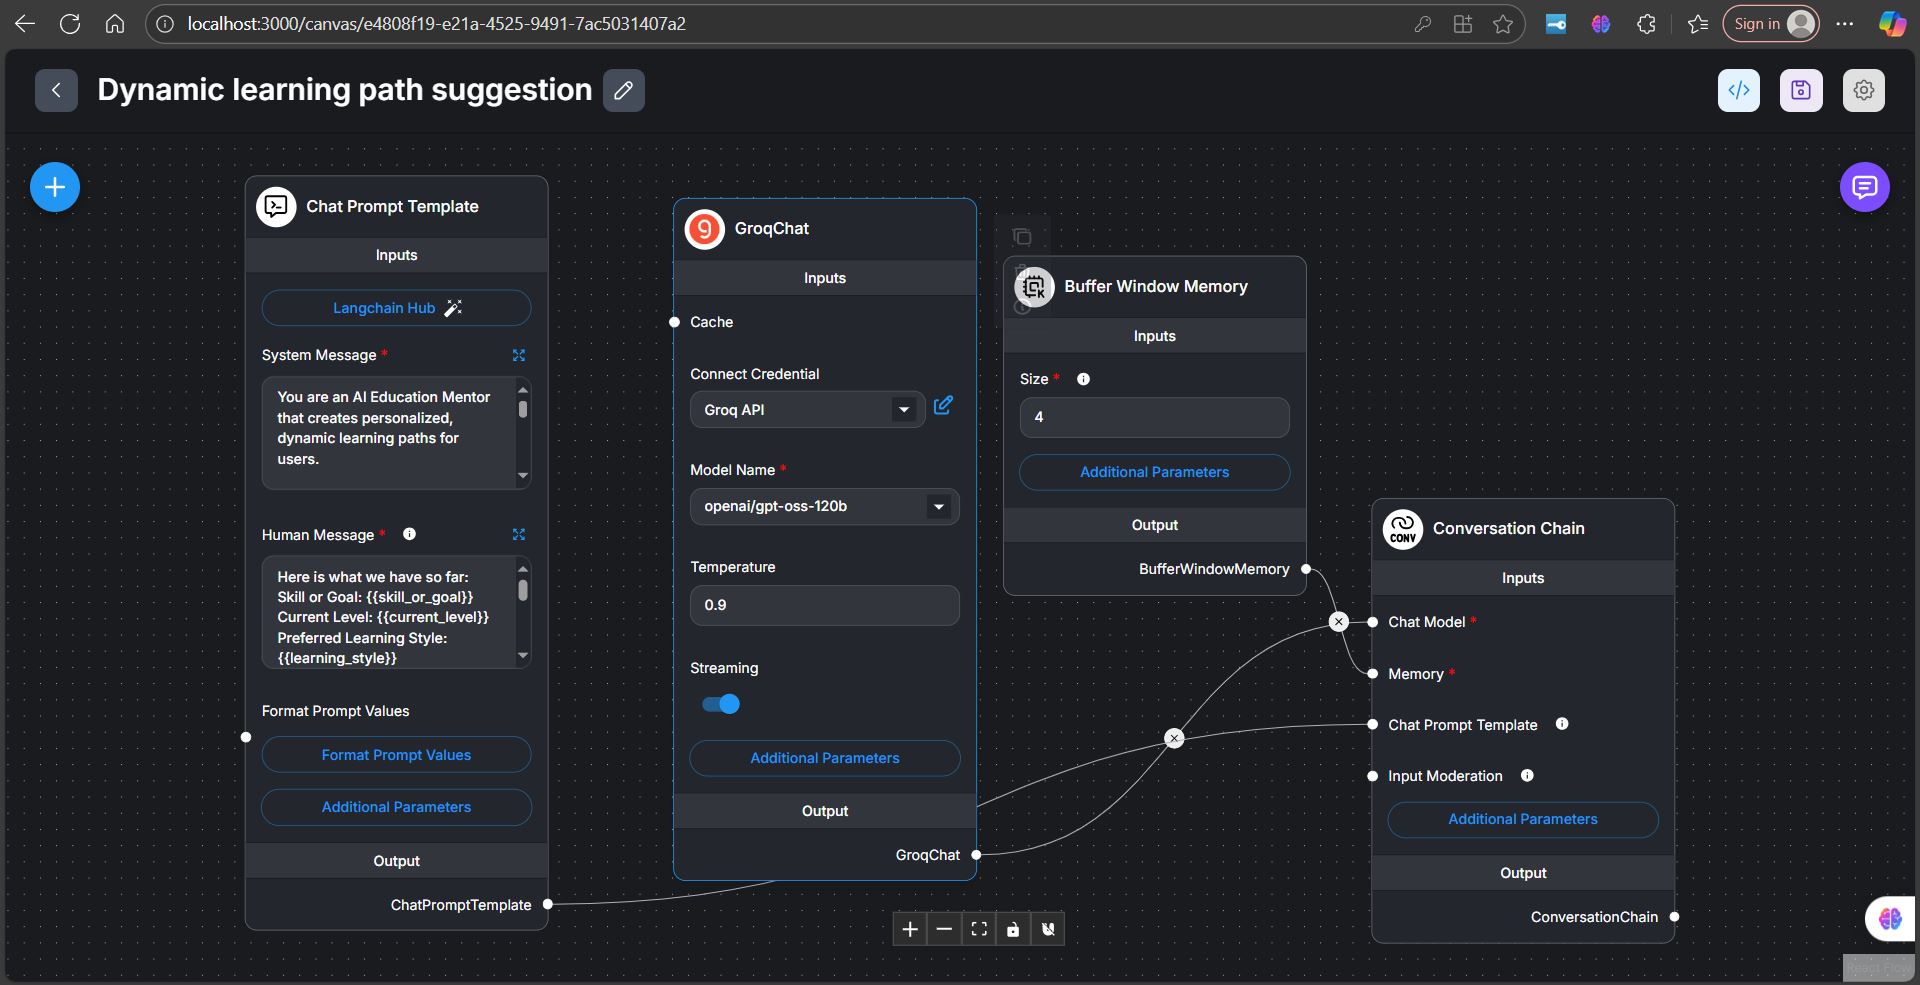 localhost:3000/canvas/e4808f19-e21a-4525-9491-7ac5031407a2
Sign in
Dynamic learning path suggestion
Chat Prompt Template
Inputs
Langchain Hub
System Message *
You are an AI Education Mentor
that creates personalized,
dynamic learning paths for
users.
Human Message *
Here is what we have so far:
Skill or Goal: {{skill_or_goal}}
Current Level: {{current_level}}
Preferred Learning Style:
{{learning_style}}
Format Prompt Values
Format Prompt Values
Additional Parameters
Output
ChatPromptTemplate
GroqChat
Inputs
Cache
Connect Credential
Groq API
Model Name *
openai/gpt-oss-120b
Temperature
0.9
Streaming
Additional Parameters
Output
GroqChat
Buffer Window Memory
Inputs
Size *
4
Additional Parameters
Output
BufferWindowMemory
CONV
Conversation Chain
Inputs
Chat Model *
Memory *
Chat Prompt Template
Input Moderation
Additional Parameters
Output
ConversationChain
React Flow